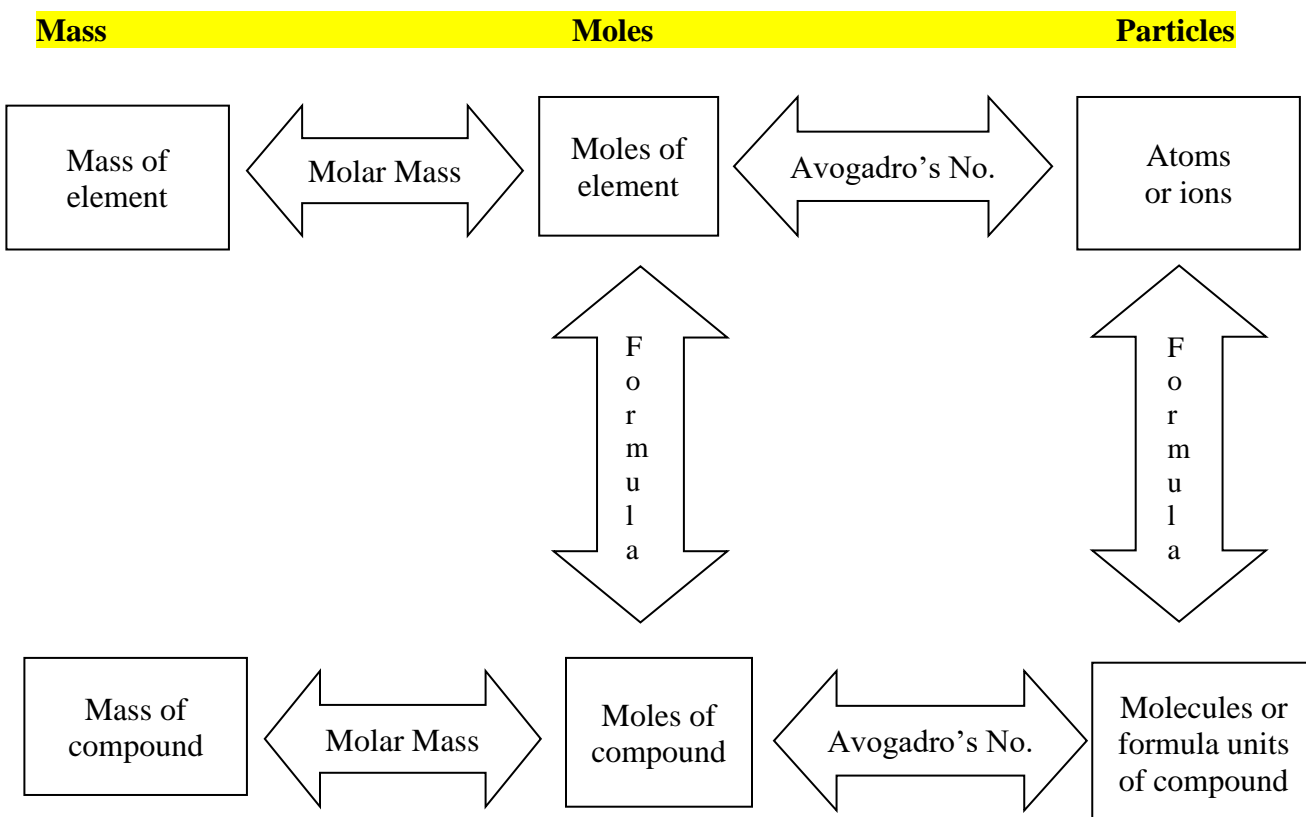 Mass Moles Particles
Mass of
element
Molar Mass
Moles of
element
Avogadro’s No.
Atoms
or ions
F
o
r
m
u
l
a
F
o
r
m
u
l
a
Mass of
compound
Molar Mass
Moles of
compound
Avogadro’s No.
Molecules or
formula units
of compound